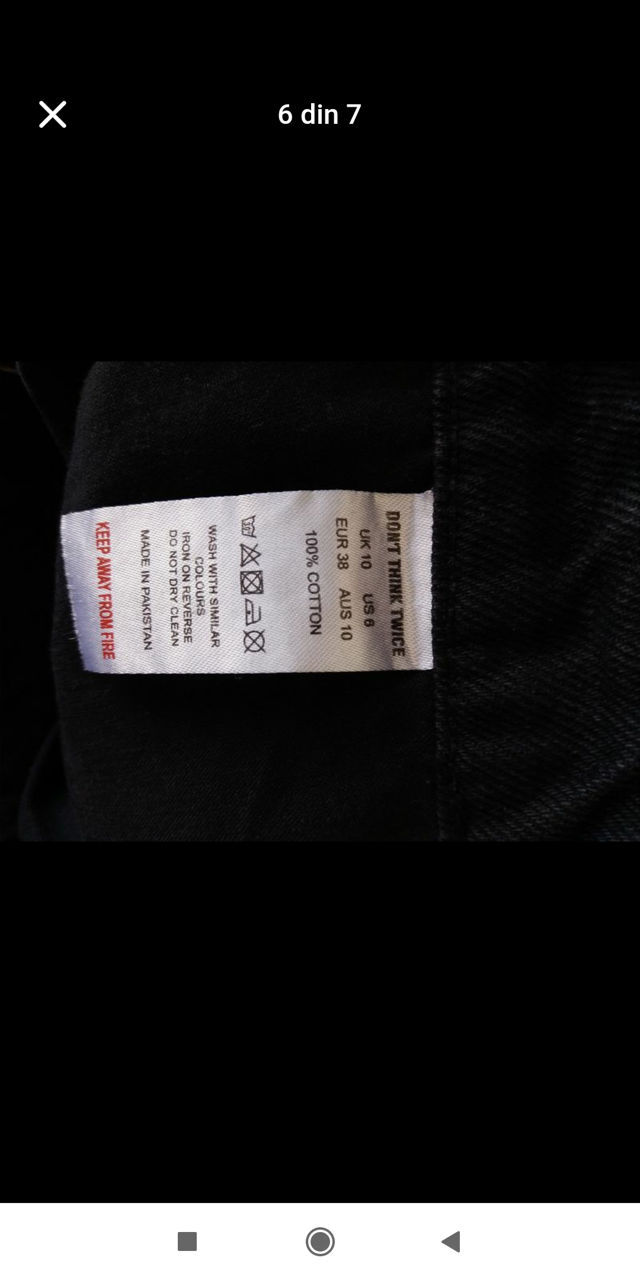 6 din 7
DON'T THINK TWICE
UK 10 US 6
EUR 38 AUS 10
100% COTTON
WASH WITH SIMILAR
COLOURS
IRON ON REVERSE
DO NOT DRY CLEAN
MADE IN PAKISTAN
KEEP AWAY FROM FIRE